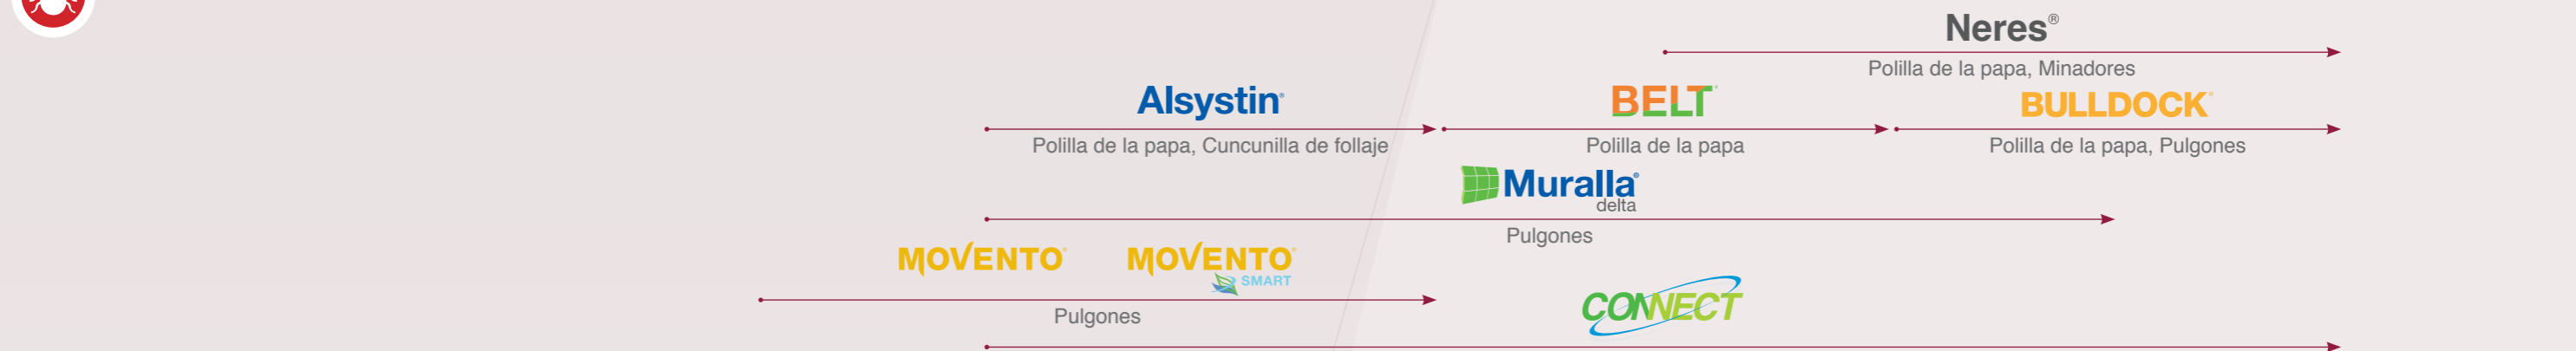 Neres®
Polilla de la papa, Minadores
Alsystin®
BELT®
BULLDOCK®
Polilla de la papa, Cuncunilla de follaje
Polilla de la papa
Polilla de la papa, Pulgones
Muralla®
delta
Pulgones
MOVENTO®
MOVENTO®
SMART
Pulgones
CONNECT